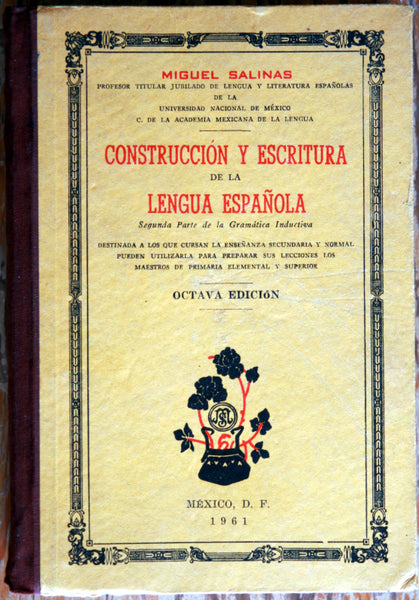 MIGUEL SALINAS
PROFESOR TITULAR JUBILADO DE LENGUA Y LITERATURA ESPAÑOLAS
DE LA
UNIVERSIDAD NACIONAL DE MÉXICO
C. DE LA ACADEMIA MEXICANA DE LA LENGUA
CONSTRUCCIÓN Y ESCRITURA
DE LA
LENGUA ESPAÑOLA
Segunda Parte de la Gramática Inductiva
DESTINADA A LOS QUE CURSAN LA ENSEÑANZA SECUNDARIA Y NORMAL
PUEDEN UTILIZARLA PARA PREPARAR SUS LECCIONES LOS
MAESTROS DE PRIMARIA ELEMENTAL Y SUPERIOR
OCTAVA EDICIóN
MÉXICO, D. F.
1961